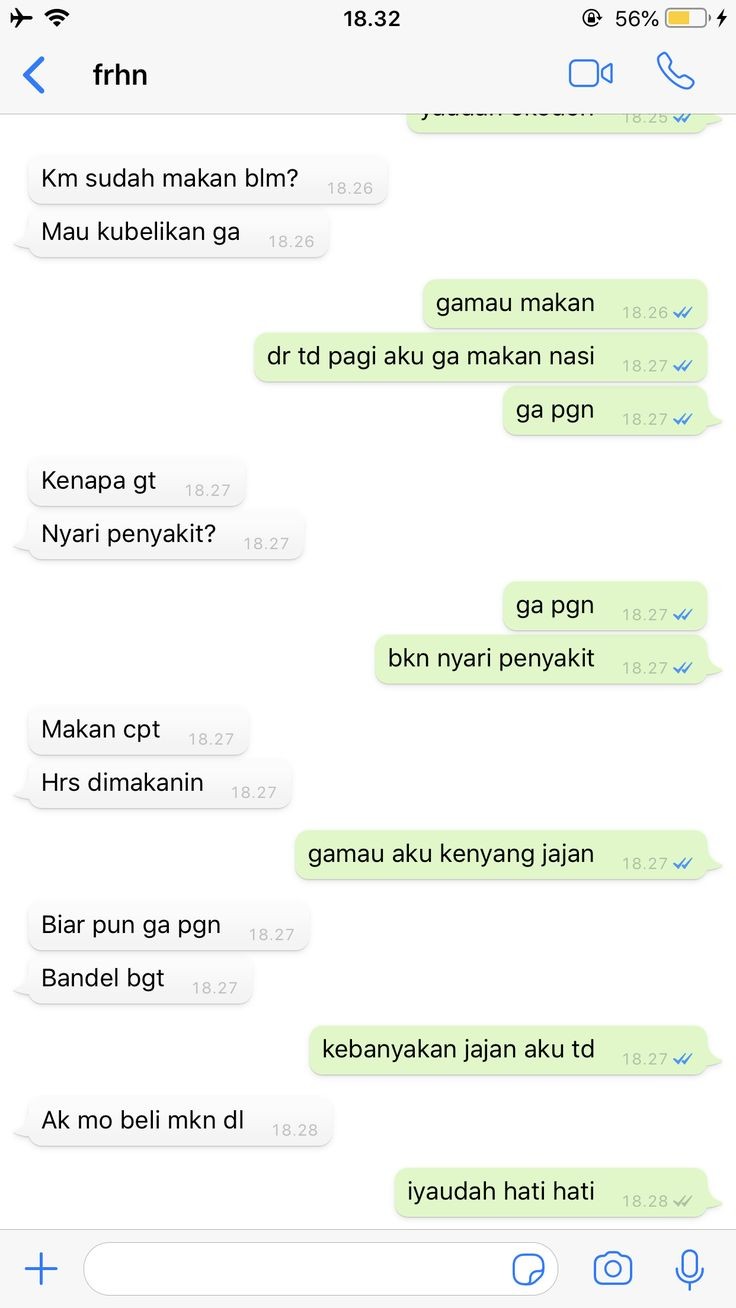 18.32
56%
frhn
18.25
Km sudah makan blm? 18.26
Mau kubelikan ga 18.26
gamau makan 18.26
dr td pagi aku ga makan nasi 18.27
ga pgn 18.27
Kenapa gt 18.27
Nyari penyakit? 18.27
ga pgn 18.27
bkn nyari penyakit 18.27
Makan cpt 18.27
Hrs dimakanin 18.27
gamau aku kenyang jajan 18.27
Biar pun ga pgn 18.27
Bandel bgt 18.27
kebanyakan jajan aku td 18.27
Ak mo beli mkn dl 18.28
iyaudah hati hati 18.28